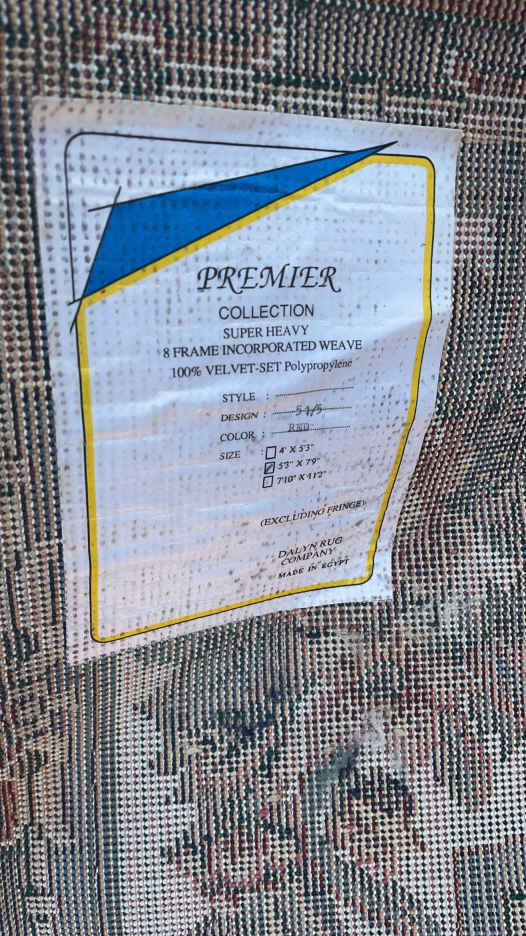 PREMIER
COLLECTION
SUPER HEAVY
8 FRAME INCORPORATED WEAVE
100% VELVET-SET Polypropylene
STYLE :
DESIGN :
COLOR : RED
SIZE : 4' X 5'3"
5'3" X 7'9"
7'10" X 11'2"
(EXCLUDING FRINGE)
DALYN RUG
COMPANY
MADE IN EGYPT